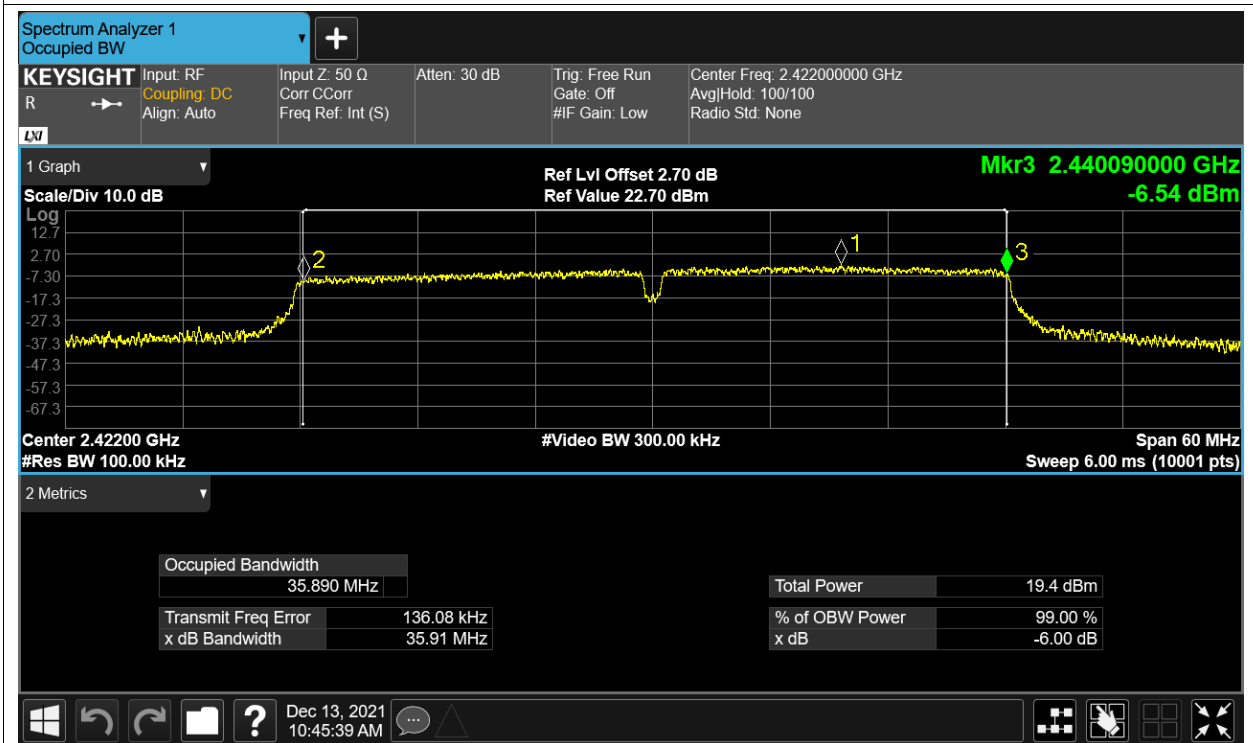 Spectrum Analyzer 1
Occupied BW
+
KEYSIGHT
R
LXI
Input: RF
Coupling: DC
Align: Auto
Input Z: 50 Ω
Corr CCorr
Freq Ref: Int (S)
Atten: 30 dB
Trig: Free Run
Gate: Off
#IF Gain: Low
Center Freq: 2.422000000 GHz
Avg|Hold: 100/100
Radio Std: None
1 Graph
Scale/Div 10.0 dB
Ref Lvl Offset 2.70 dB
Ref Value 22.70 dBm
Mkr3 2.440090000 GHz
-6.54 dBm
Log
12.7
2.70
-7.30
-17.3
-27.3
-37.3
-47.3
-57.3
-67.3
2
1
3
Center 2.42200 GHz
#Video BW 300.00 kHz
Span 60 MHz
#Res BW 100.00 kHz
Sweep 6.00 ms (10001 pts)
2 Metrics
Occupied Bandwidth
35.890 MHz
Transmit Freq Error 136.08 kHz
x dB Bandwidth 35.91 MHz
Total Power 19.4 dBm
% of OBW Power 99.00 %
x dB -6.00 dB
?
Dec 13, 2021
10:45:39 AM